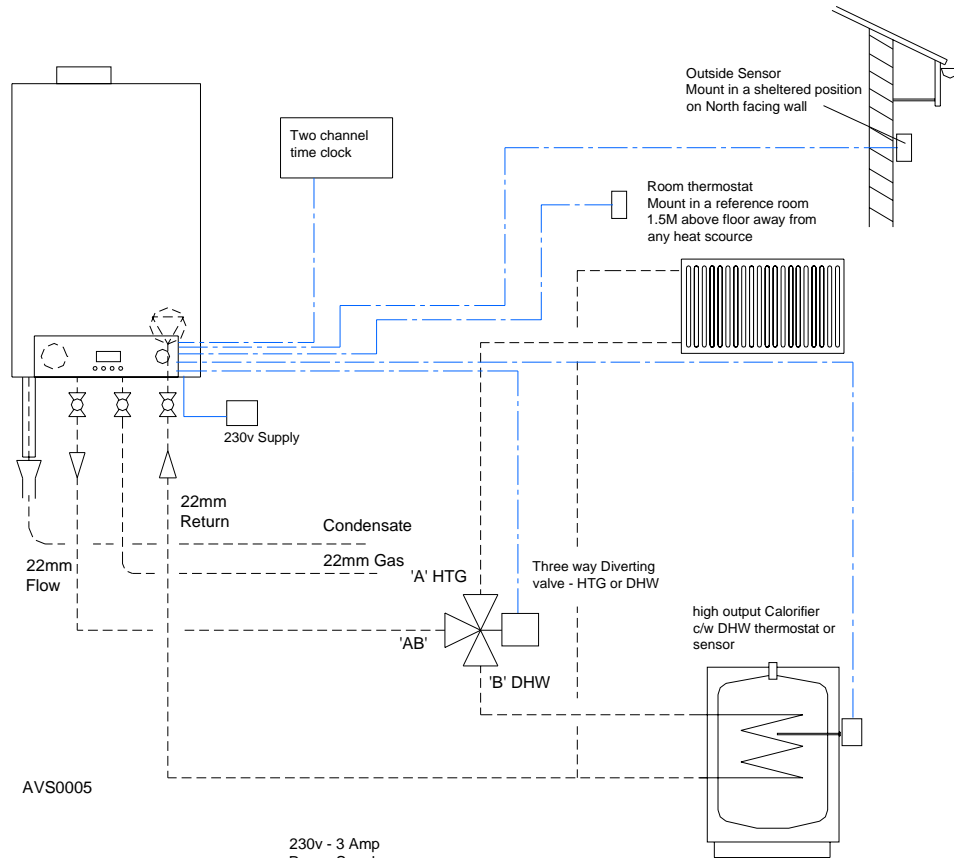 Outside Sensor
Mount in a sheltered position
on North facing wall
Two channel
time clock
Room thermostat
Mount in a reference room
1.5M above floor away from
any heat scource
230v Supply
22mm
Return
Condensate
22mm Gas
22mm
Flow
'A' HTG
Three way Diverting
valve - HTG or DHW
'AB'
'B' DHW
high output Calorifier
c/w DHW thermostat or
sensor
AVS0005
230v - 3 Amp